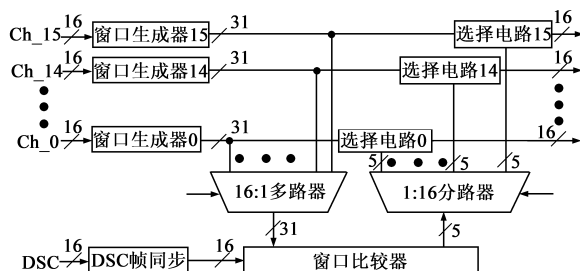 Ch_15 16 窗口生成器15 31 选择电路15 16
Ch_14 16 窗口生成器14 31 选择电路14 16
Ch_0 16 窗口生成器0 31 选择电路0 16
5 5 5
16:1多路器 1:16分路器
31 5
DSC 16 DSC帧同步 16 窗口比较器